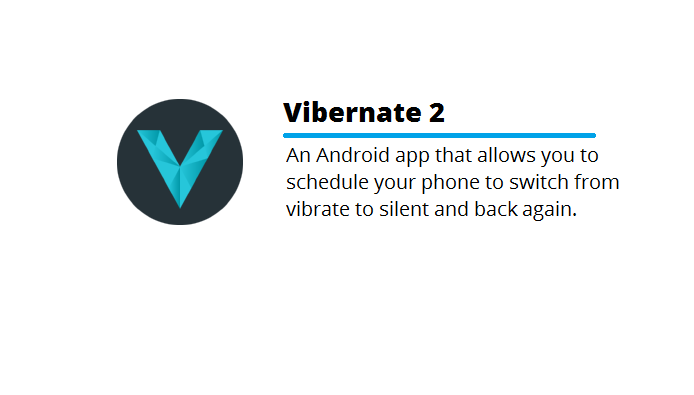 Vibernate 2
An Android app that allows you to
schedule your phone to switch from
vibrate to silent and back again.